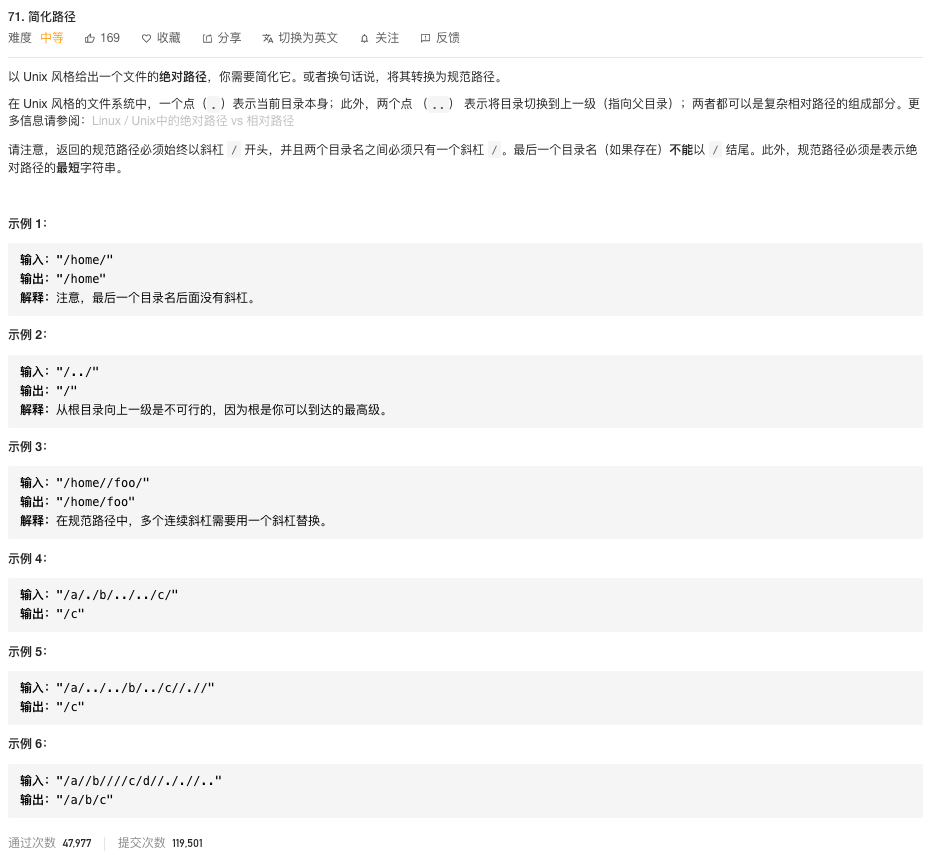 71. 简化路径
难度 中等 169 收藏 分享 切换为英文 关注 反馈
以 Unix 风格给出一个文件的绝对路径，你需要简化它。或者换句话说，将其转换为规范路径。
在 Unix 风格的文件系统中，一个点（.）表示当前目录本身；此外，两个点 （..） 表示将目录切换到上一级（指向父目录）；两者都可以是复杂相对路径的组成部分。更
多信息请参阅：Linux / Unix中的绝对路径 vs 相对路径
请注意，返回的规范路径必须始终以斜杠 / 开头，并且两个目录名之间必须只有一个斜杠 /。最后一个目录名（如果存在）不能以 / 结尾。此外，规范路径必须是表示绝
对路径的最短字符串。
示例 1：
输入："/home/"
输出："/home"
解释：注意，最后一个目录名后面没有斜杠。
示例 2：
输入："/../"
输出："/"
解释：从根目录向上一级是不可行的，因为根是你可以到达的最高级。
示例 3：
输入："/home//foo/"
输出："/home/foo"
解释：在规范路径中，多个连续斜杠需要用一个斜杠替换。
示例 4：
输入："/a/./b/../../c/"
输出："/c"
示例 5：
输入："/a/../../b/../c//.//"
输出："/c"
示例 6：
输入："/a//b////c/d//././/.."
输出："/a/b/c"
通过次数 47,977 提交次数 119,501